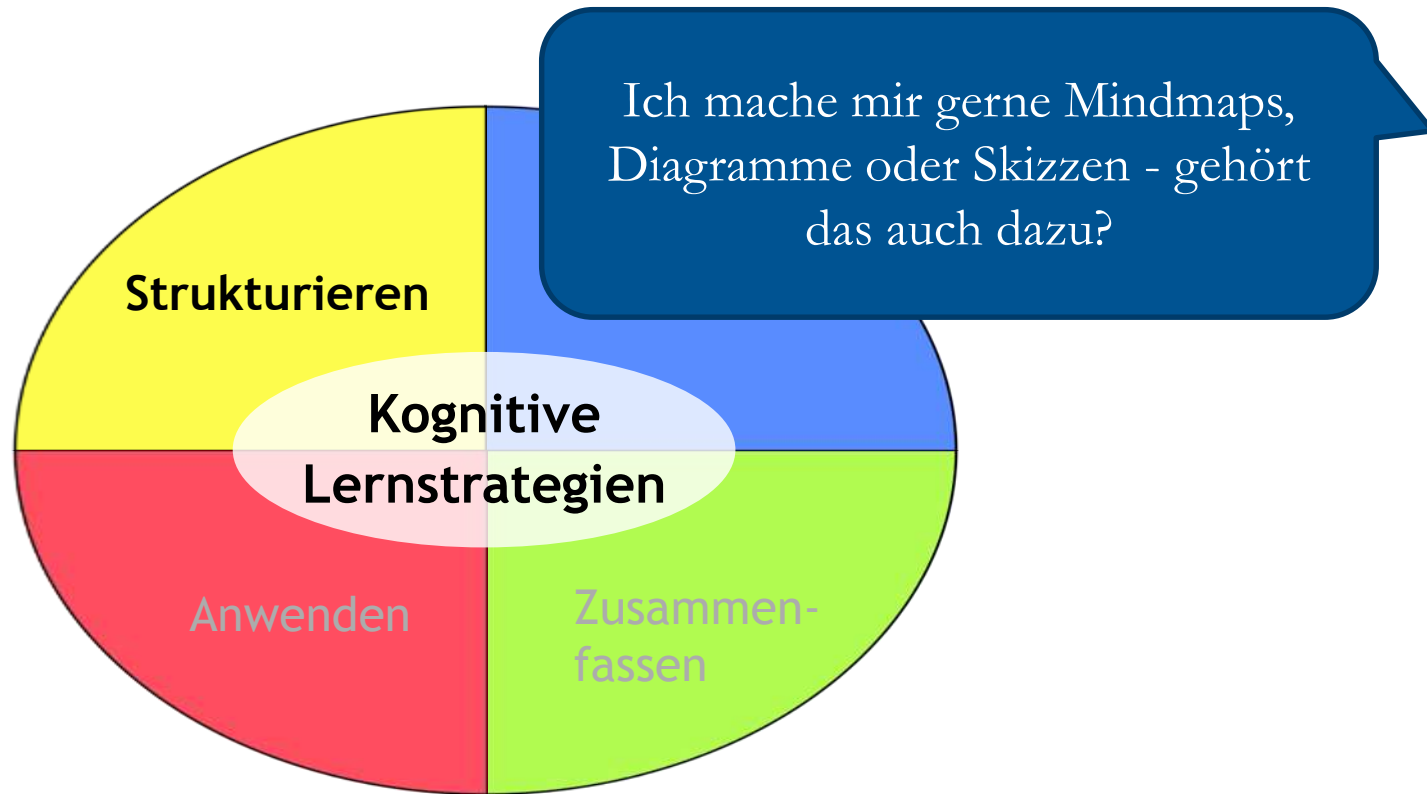 Ich mache mir gerne Mindmaps,
Diagramme oder Skizzen - gehört
das auch dazu?
Strukturieren
Kognitive
Lernstrategien
Anwenden
Zusammen-
fassen